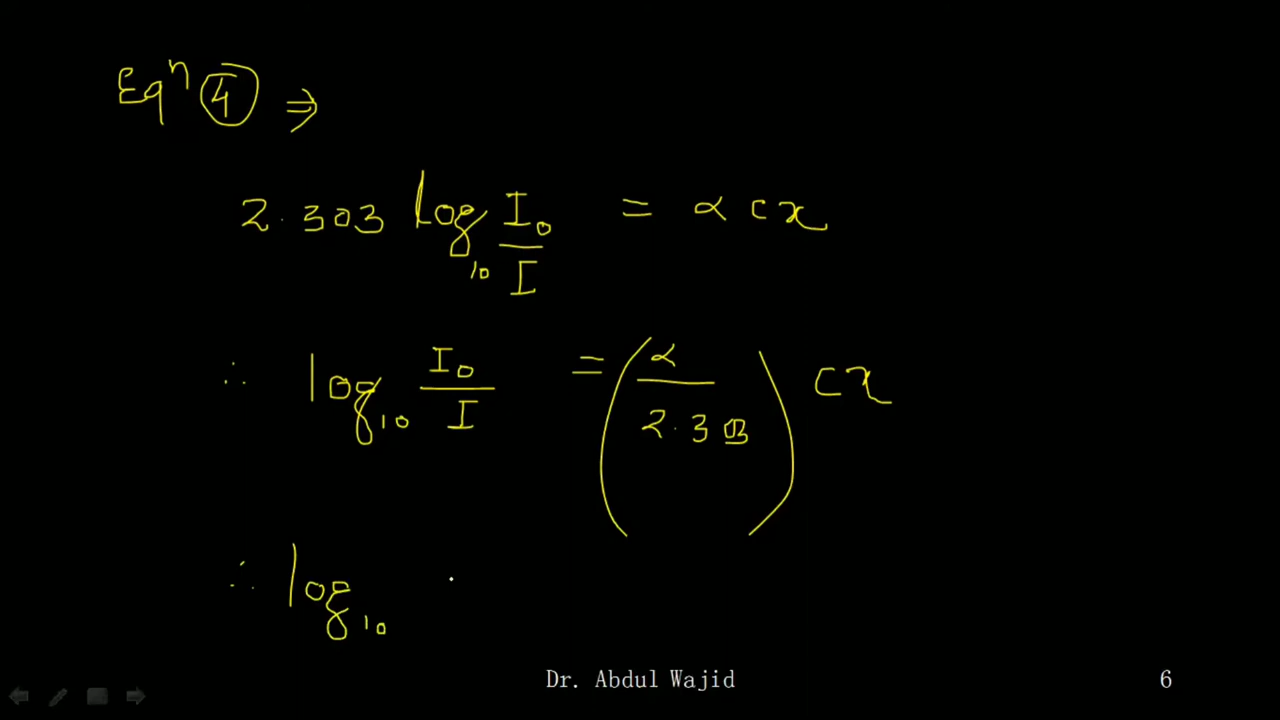 Eqⁿ ④ ⇒
2.303 log₁₀ I₀/I = α c x
∴ log₁₀ I₀/I = (α/2.303) c x
∴ log₁₀
Dr. Abdul Wajid 6